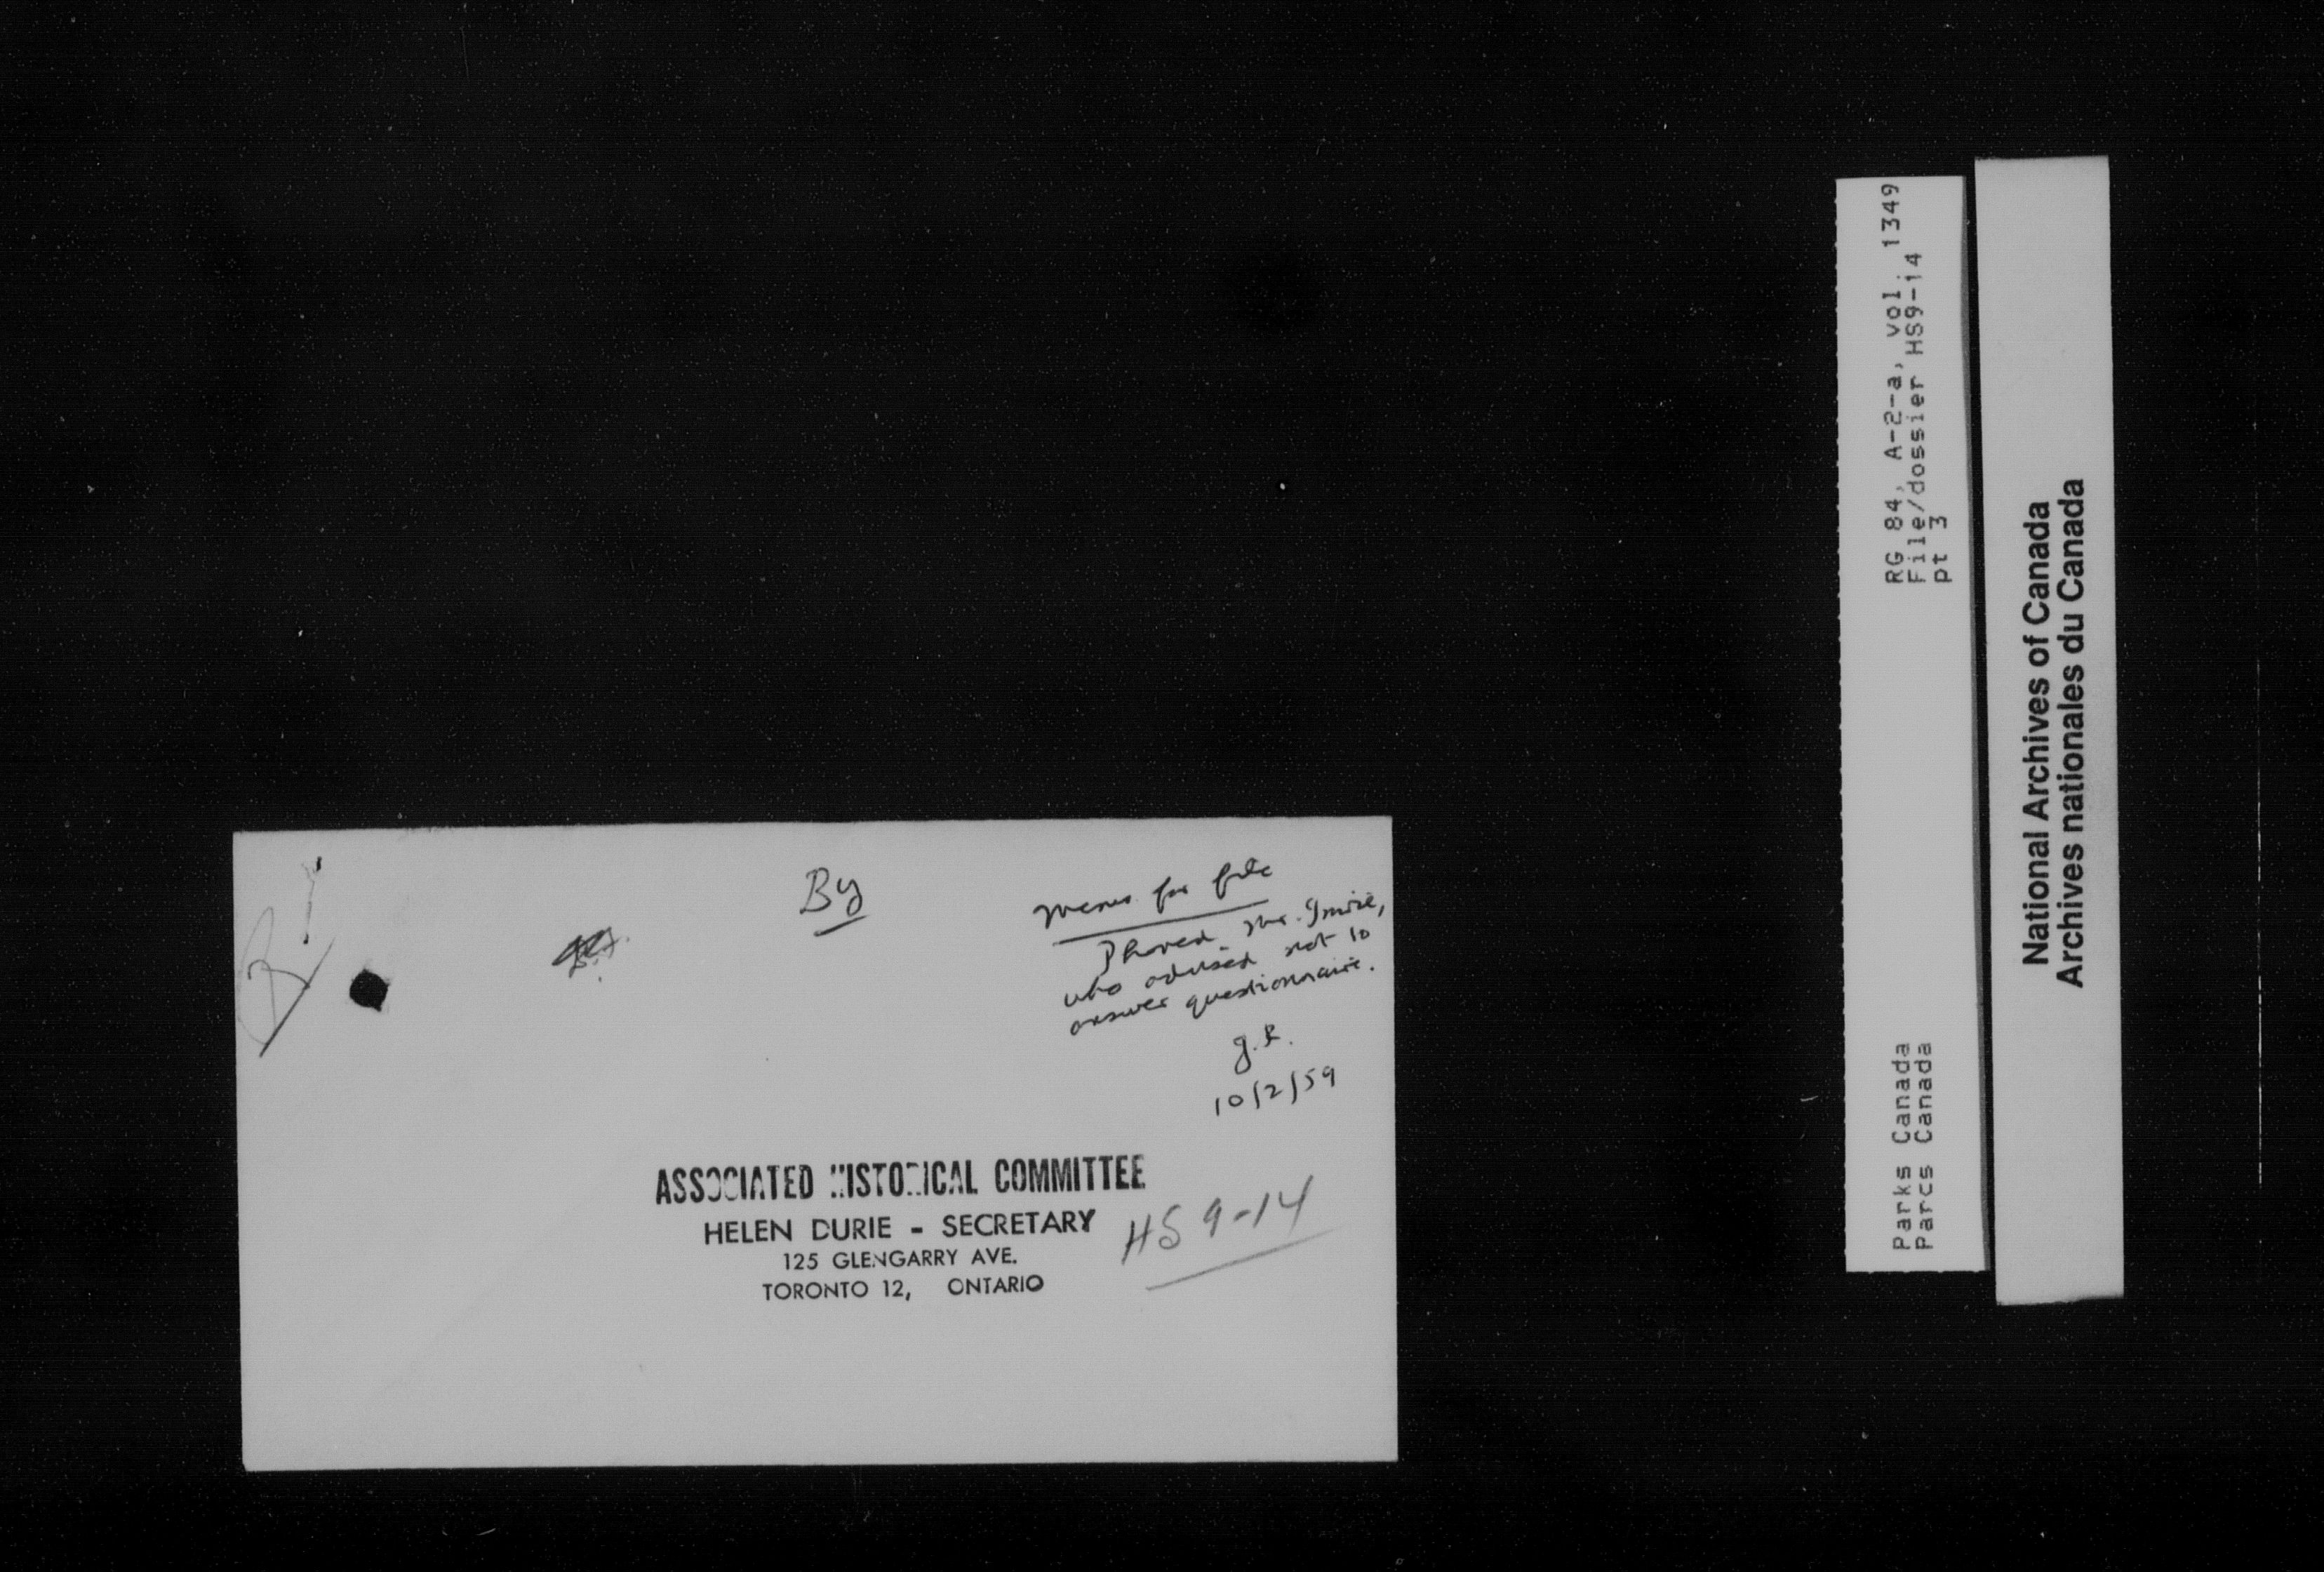 By
memo for file
Phoned Mr. Imrie,
who advised not to
answer questionnaire.
J.R.
10/2/59
ASSOCIATED HISTORICAL COMMITTEE
HELEN DURIE - SECRETARY
125 GLENGARRY AVE.
TORONTO 12, ONTARIO
HS 9-14
RG 84, A-2-a, vol. 1349
File/dossier HS9-14
pt 3
Parks Canada
Parcs Canada
National Archives of Canada
Archives nationales du Canada